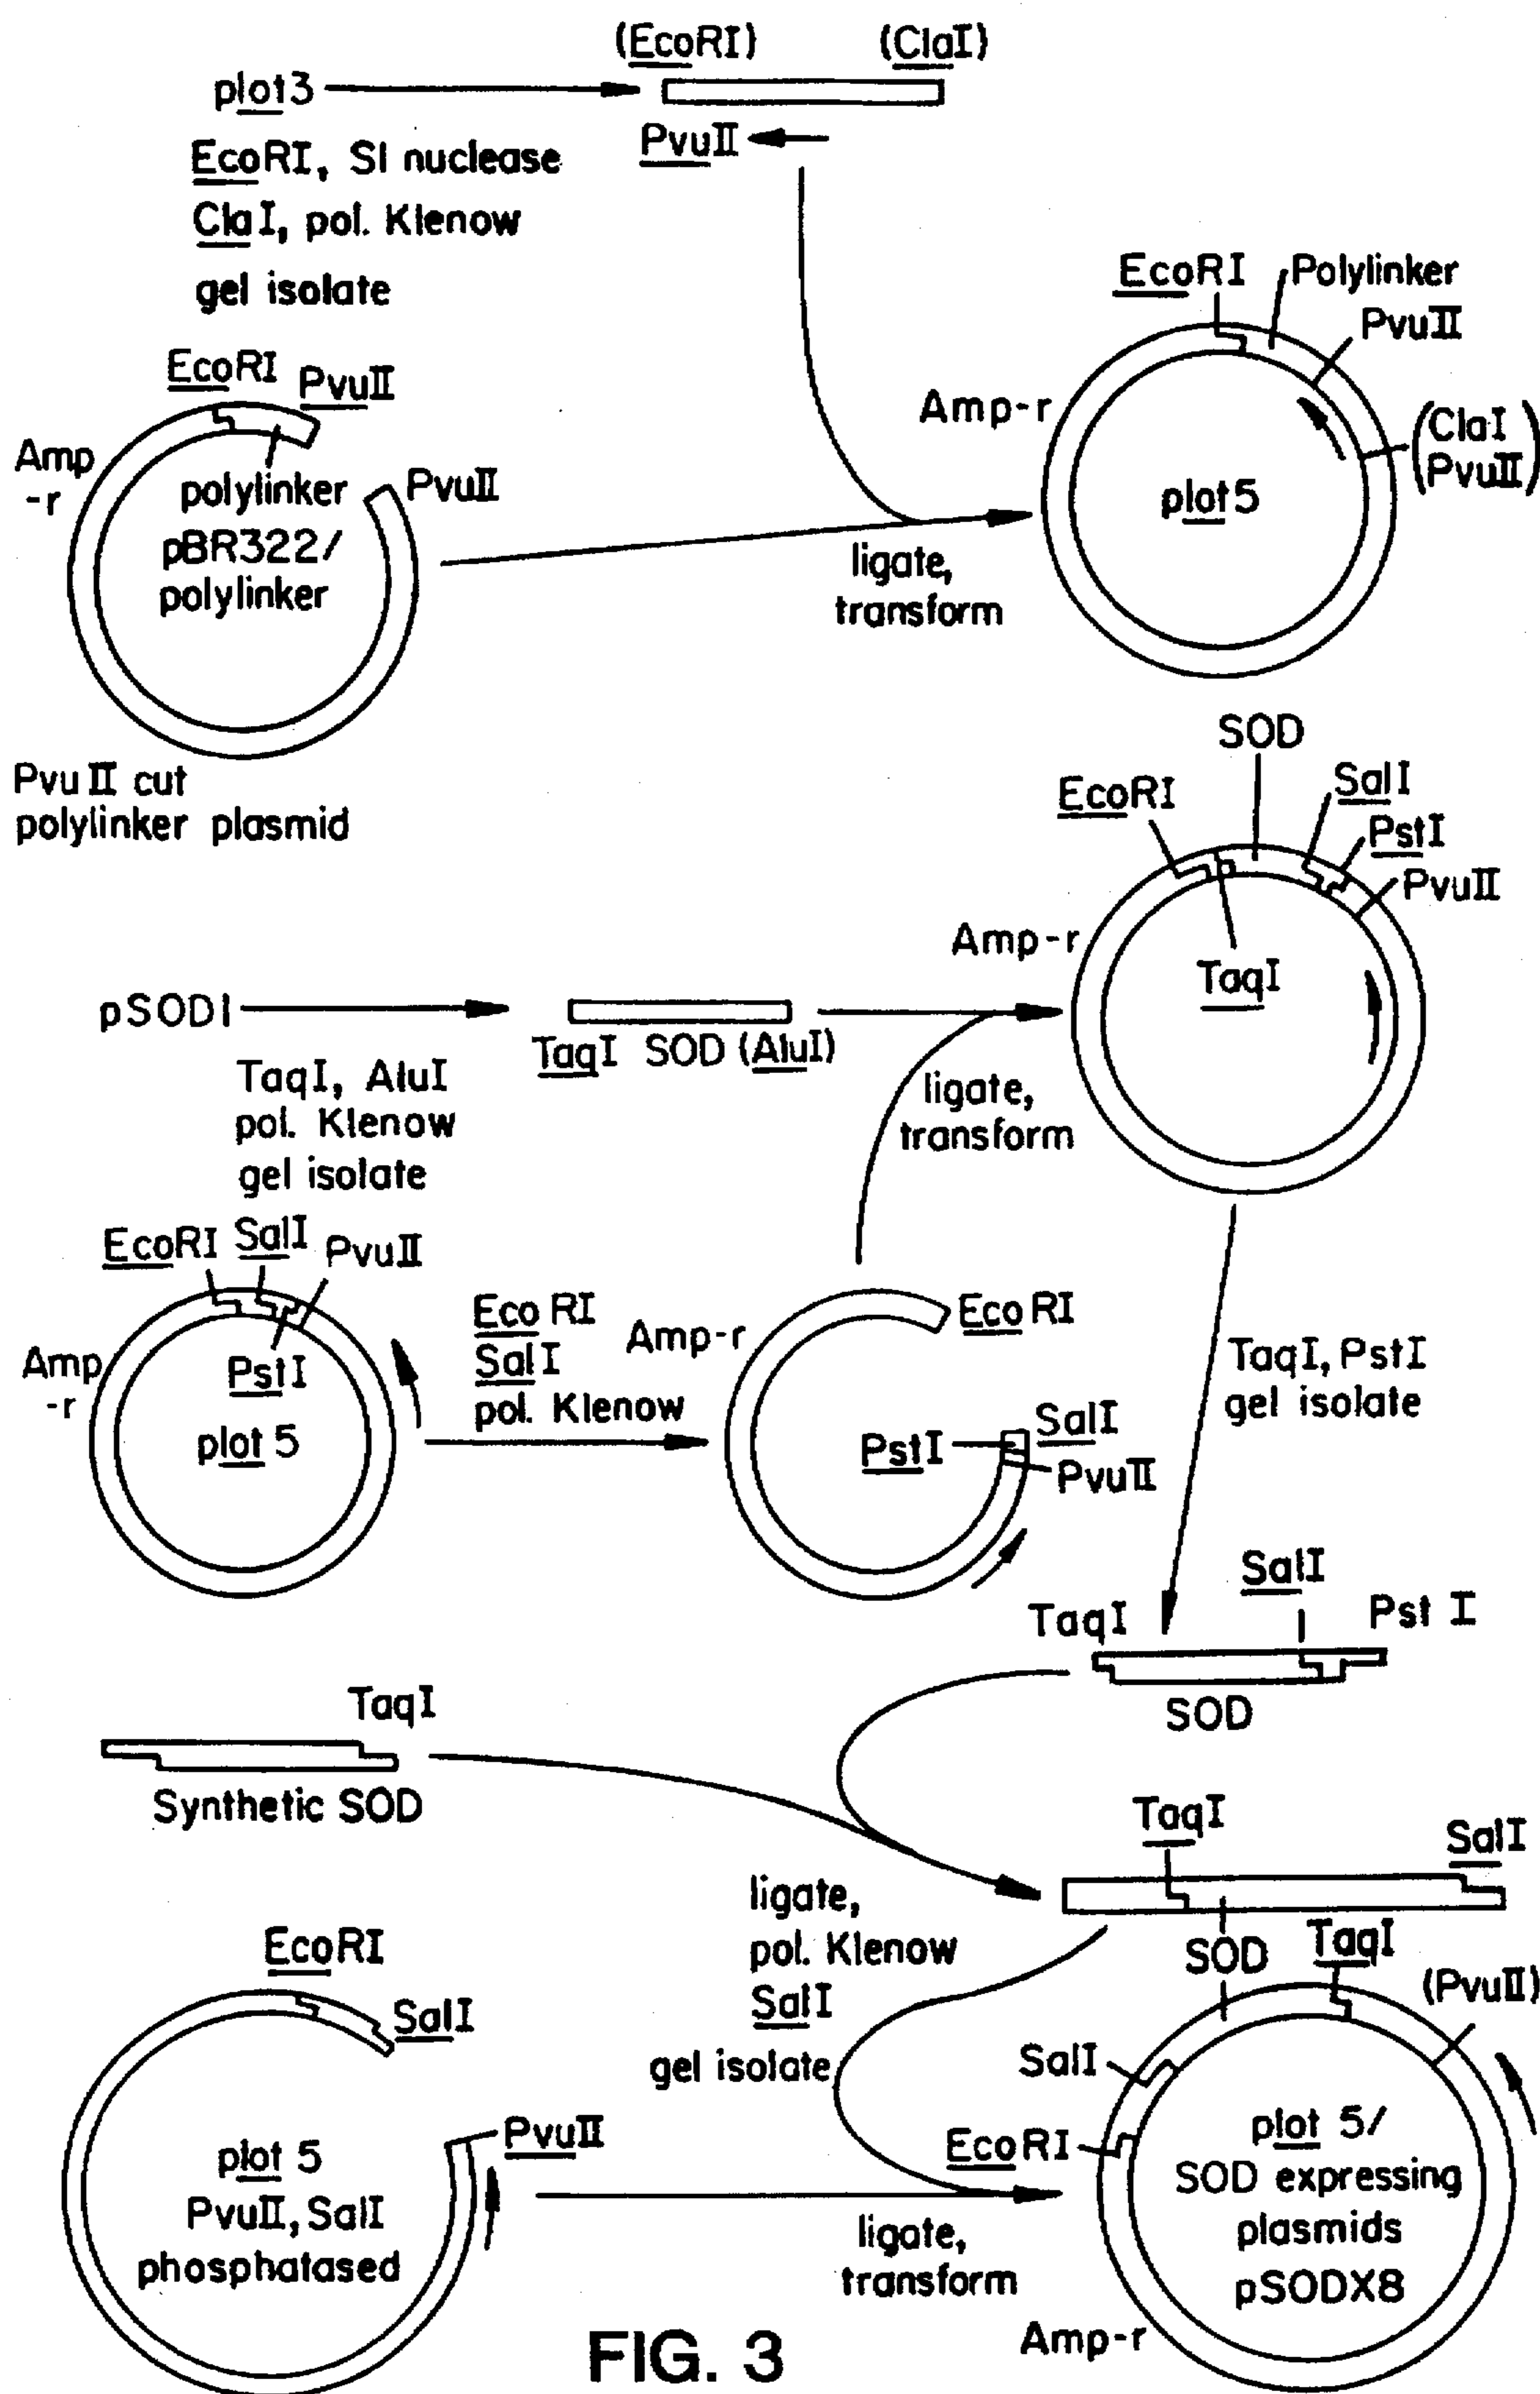 (EcoRI) (ClaI)
plot3
PvuII
EcoRI, SI nuclease
ClaI, pol. Klenow
gel isolate
EcoRI
Polylinker
PvuII
Amp-r
(ClaI
PvuII)
plot5
EcoRI
PvuII
Amp
-r
PvuII
polylinker
pBR322/
polylinker
ligate,
transform
PvuII cut
polylinker plasmid
SOD
EcoRI
SalI
PstI
PvuII
Amp-r
TaqI
pSODI
TaqI SOD (AluI)
TaqI, AluI
pol. Klenow
gel isolate
ligate,
transform
EcoRI SalI PvuII
Amp
-r
PstI
plot 5
EcoRI
SalI
pol. Klenow
Amp-r
EcoRI
PstI
SalI
PvuII
TaqI, PstI
gel isolate
TaqI
SalI
Pst I
SOD
TaqI
Synthetic SOD
TaqI
SalI
ligate,
pol. Klenow
SalI
gel isolate
SOD
TaqI
(PvuII)
SalI
EcoRI
EcoRI
SalI
PvuII
plot 5
PvuII, SalI
phosphatased
ligate,
transform
plot 5/
SOD expressing
plasmids
pSODX8
Amp-r
FIG. 3